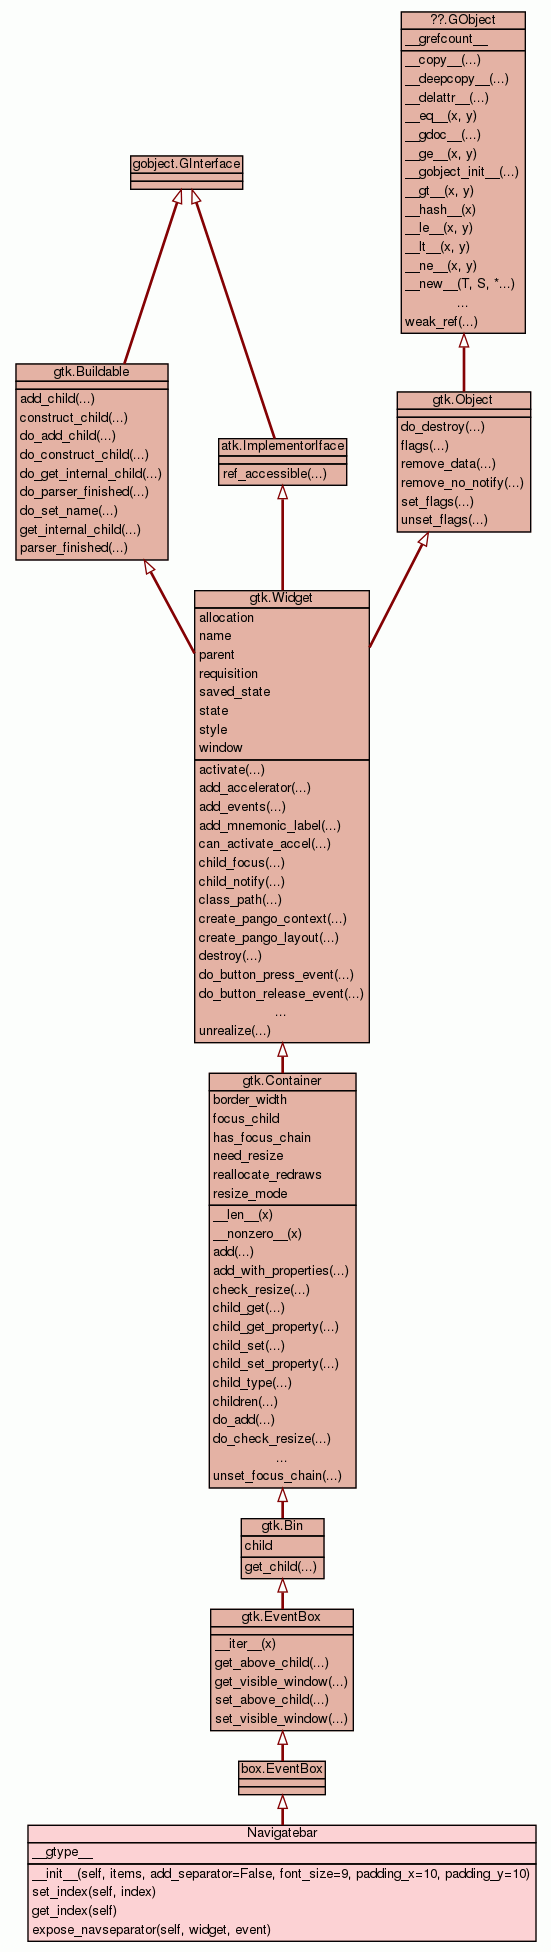 ??.GObject
__grefcount__
__copy__(...)
__deepcopy__(...)
__delattr__(...)
__eq__(x, y)
__gdoc__(...)
__ge__(x, y)
__gobject_init__(...)
__gt__(x, y)
__hash__(x)
__le__(x, y)
__lt__(x, y)
__ne__(x, y)
__new__(T, S, *...)
...
weak_ref(...)
gobject.GInterface
gtk.Buildable
add_child(...)
construct_child(...)
do_add_child(...)
do_construct_child(...)
do_get_internal_child(...)
do_parser_finished(...)
do_set_name(...)
get_internal_child(...)
parser_finished(...)
atk.ImplementorIface
ref_accessible(...)
gtk.Object
do_destroy(...)
flags(...)
remove_data(...)
remove_no_notify(...)
set_flags(...)
unset_flags(...)
gtk.Widget
allocation
name
parent
requisition
saved_state
state
style
window
activate(...)
add_accelerator(...)
add_events(...)
add_mnemonic_label(...)
can_activate_accel(...)
child_focus(...)
child_notify(...)
class_path(...)
create_pango_context(...)
create_pango_layout(...)
destroy(...)
do_button_press_event(...)
do_button_release_event(...)
...
unrealize(...)
gtk.Container
border_width
focus_child
has_focus_chain
need_resize
reallocate_redraws
resize_mode
__len__(x)
__nonzero__(x)
add(...)
add_with_properties(...)
check_resize(...)
child_get(...)
child_get_property(...)
child_set(...)
child_set_property(...)
child_type(...)
children(...)
do_add(...)
do_check_resize(...)
...
unset_focus_chain(...)
gtk.Bin
child
get_child(...)
gtk.EventBox
__iter__(x)
get_above_child(...)
get_visible_window(...)
set_above_child(...)
set_visible_window(...)
box.EventBox
Navigatebar
__gtype__
__init__(self, items, add_separator=False, font_size=9, padding_x=10, padding_y=10)
set_index(self, index)
get_index(self)
expose_navseparator(self, widget, event)